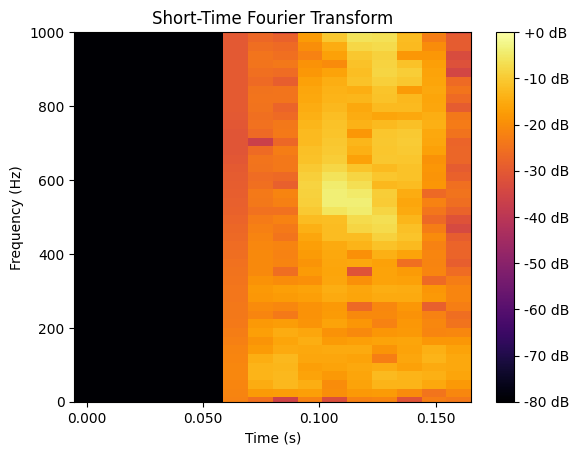 Short-Time Fourier Transform
1000
800
600
400
200
0
Frequency (Hz)
0.000
0.050
0.100
0.150
Time (s)
+0 dB
-10 dB
-20 dB
-30 dB
-40 dB
-50 dB
-60 dB
-70 dB
-80 dB